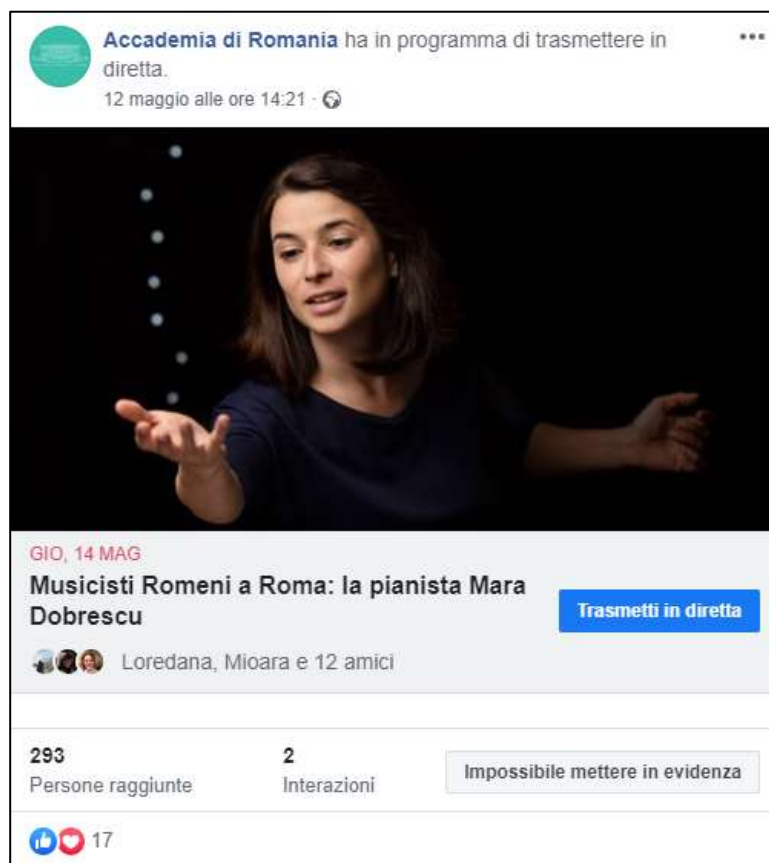 Accademia di Romania ha in programma di trasmettere in
diretta.
12 maggio alle ore 14:21 ·
GIO, 14 MAG
Musicisti Romeni a Roma: la pianista Mara
Dobrescu
Trasmetti in diretta
Loredana, Mioara e 12 amici
293
Persone raggiunte
2
Interazioni
Impossibile mettere in evidenza
17